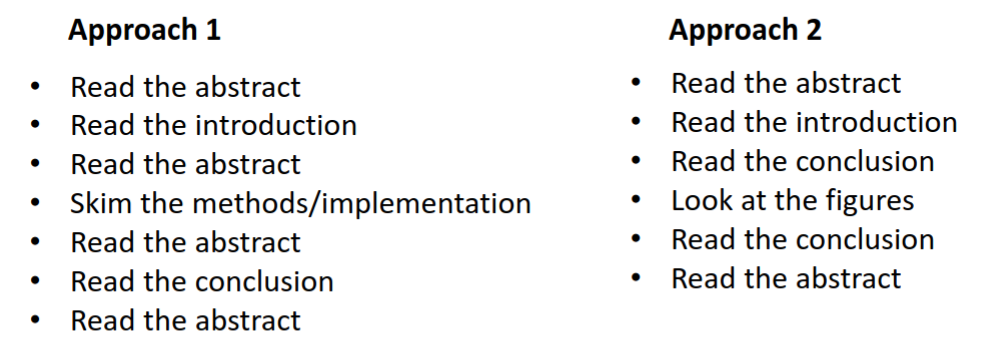 Approach 1
• Read the abstract
• Read the introduction
• Read the abstract
• Skim the methods/implementation
• Read the abstract
• Read the conclusion
• Read the abstract
Approach 2
• Read the abstract
• Read the introduction
• Read the conclusion
• Look at the figures
• Read the conclusion
• Read the abstract